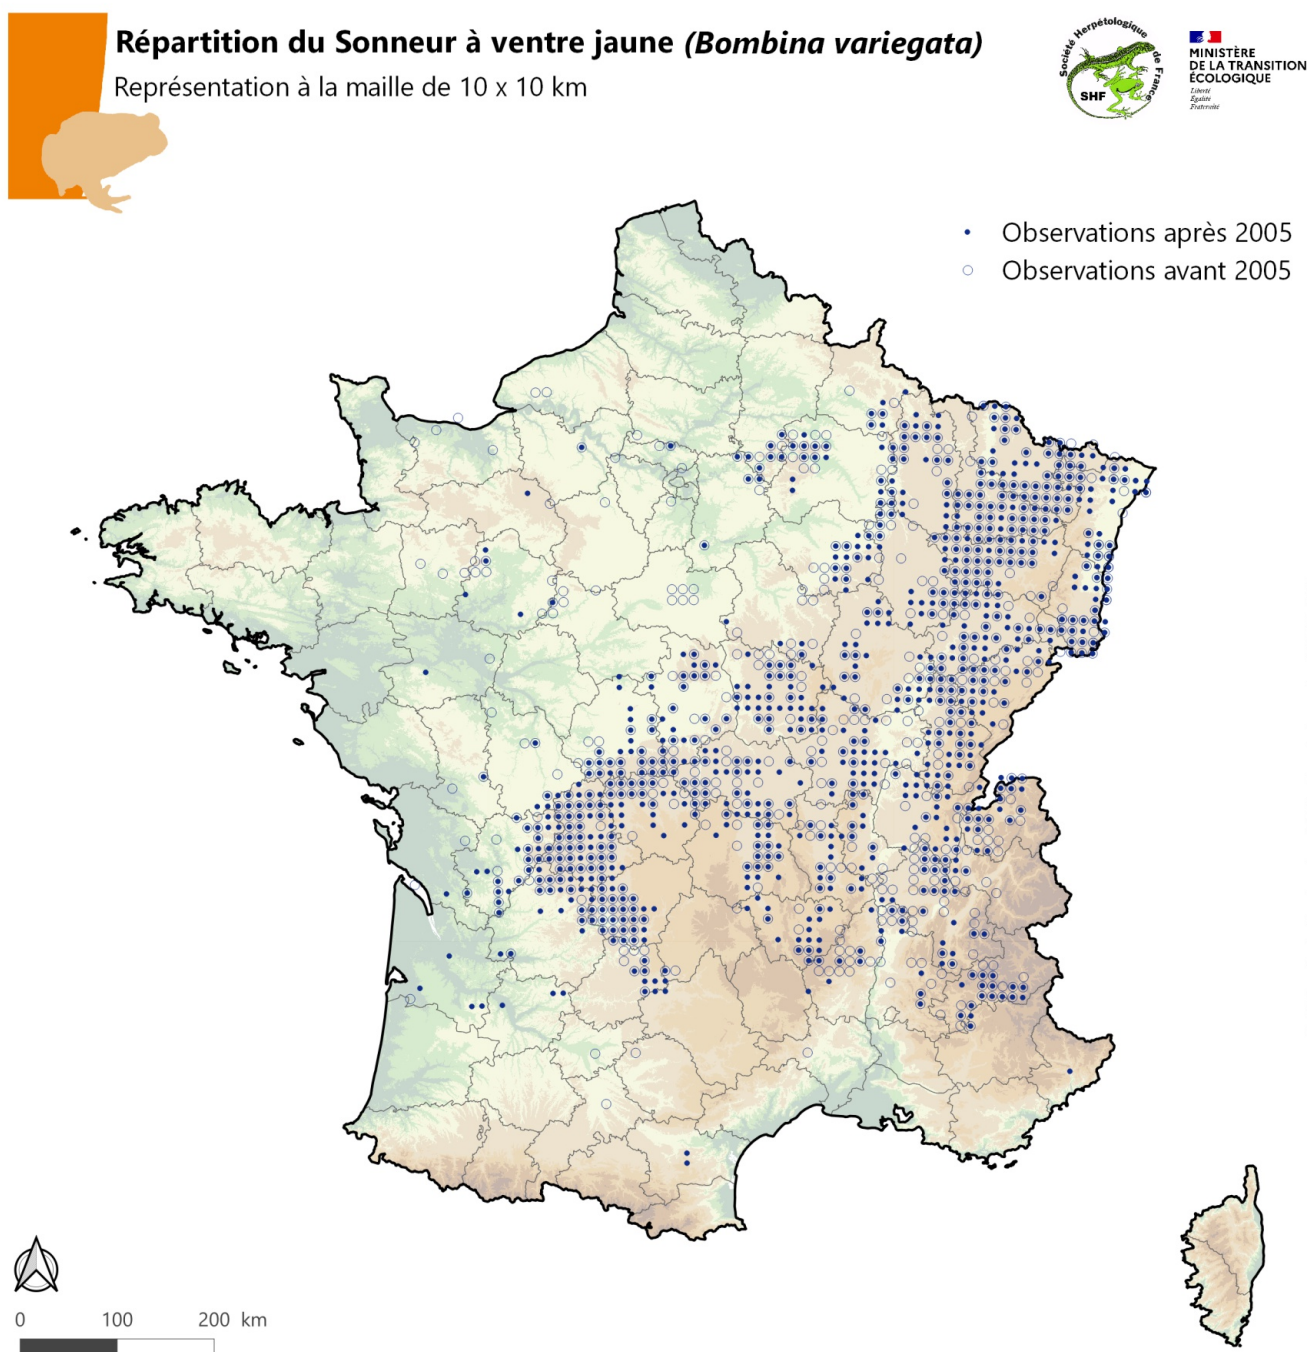 Répartition du Sonneur à ventre jaune (Bombina variegata)
Représentation à la maille de 10 x 10 km
Société Herpétologique de France
SHF
MINISTÈRE
DE LA TRANSITION
ÉCOLOGIQUE
Liberté
Égalité
Fraternité
Observations après 2005
Observations avant 2005
0 100 200 km